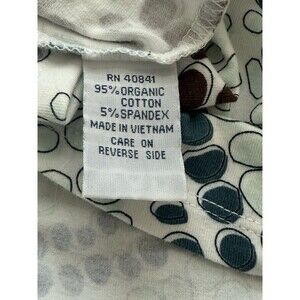 RN 40841
95% ORGANIC
COTTON
5% SPANDEX
MADE IN VIETNAM
CARE ON
REVERSE SIDE